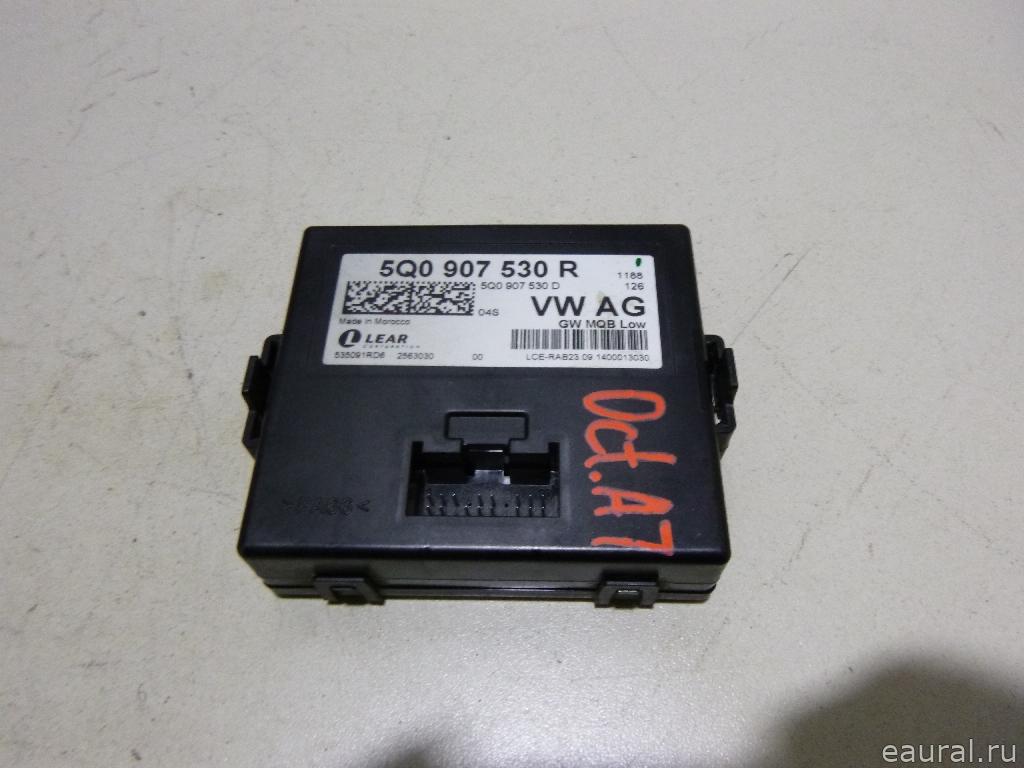 5Q0 907 530 R
1188
5Q0 907 530 D
126
04S
VW AG
Made in Morocco
GW MQB Low
LEAR
CORPORATION
535091RD6 2563030 00 LCE-RAB23.09.1400013030
Oct.A7
eaural.ru